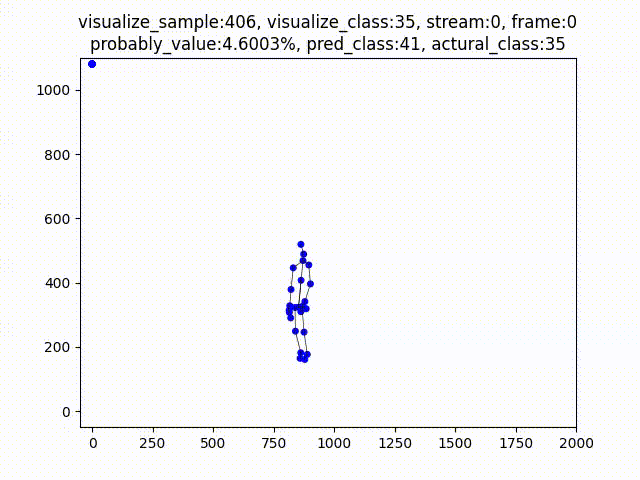 visualize_sample:406, visualize_class:35, stream:0, frame:0
probably_value:4.6003%, pred_class:41, actural_class:35
1000
800
600
400
200
0
0 250 500 750 1000 1250 1500 1750 2000